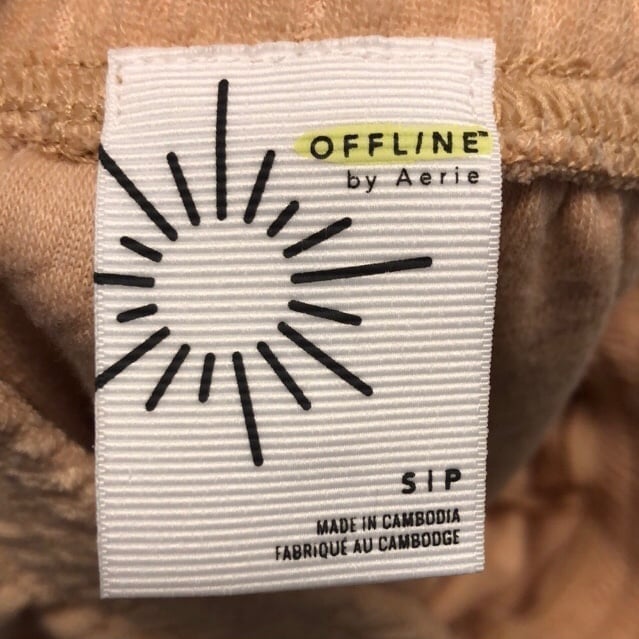 OFFLINE™
by Aerie
S|P
MADE IN CAMBODIA
FABRIQUÉ AU CAMBODGE